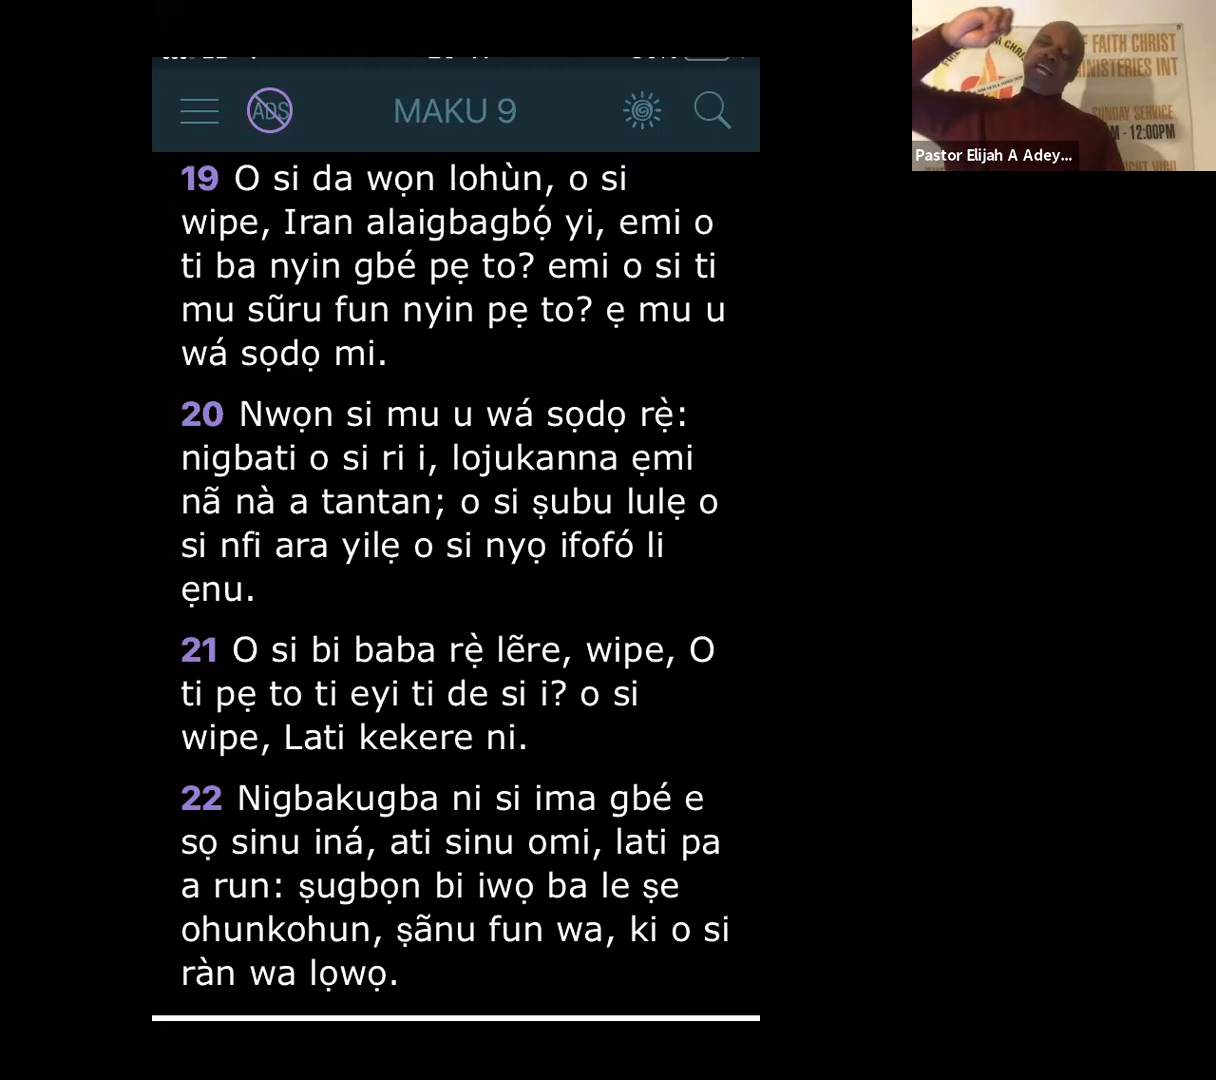 ADS
MAKU 9
19 O si da wọn lohùn, o si
wipe, Iran alaigbagbọ́ yi, emi o
ti ba nyin gbé pẹ to? emi o si ti
mu sũru fun nyin pẹ to? ẹ mu u
wá sọdọ mi.
20 Nwọn si mu u wá sọdọ rẹ̀:
nigbati o si ri i, lojukanna ẹmi
nã nà a tantan; o si ṣubu lulẹ o
si nfi ara yilẹ o si nyọ ifofó li
ẹnu.
21 O si bi baba rẹ̀ lẽre, wipe, O
ti pẹ to ti eyi ti de si i? o si
wipe, Lati kekere ni.
22 Nigbakugba ni si ima gbé e
sọ sinu iná, ati sinu omi, lati pa
a run: ṣugbọn bi iwọ ba le ṣe
ohunkohun, ṣãnu fun wa, ki o si
ràn wa lọwọ.
FAITH CHRIST
INISTERIES INT
SUNDAY SERVICE
M - 12:00PM
Pastor Elijah A Adey...